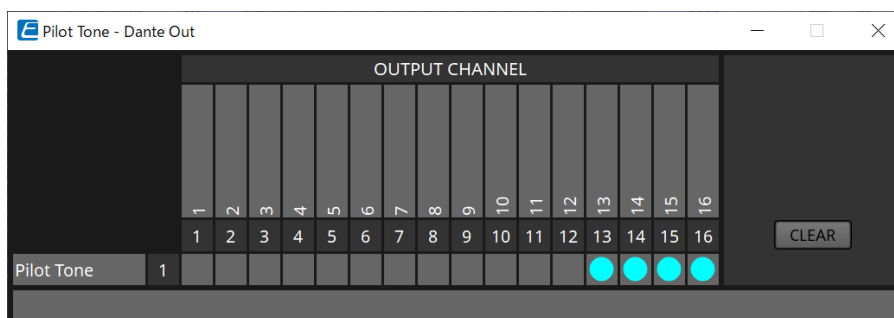 Pilot Tone - Dante Out
OUTPUT CHANNEL
1 2 3 4 5 6 7 8 9 10 11 12 13 14 15 16
1 2 3 4 5 6 7 8 9 10 11 12 13 14 15 16
CLEAR
Pilot Tone 1